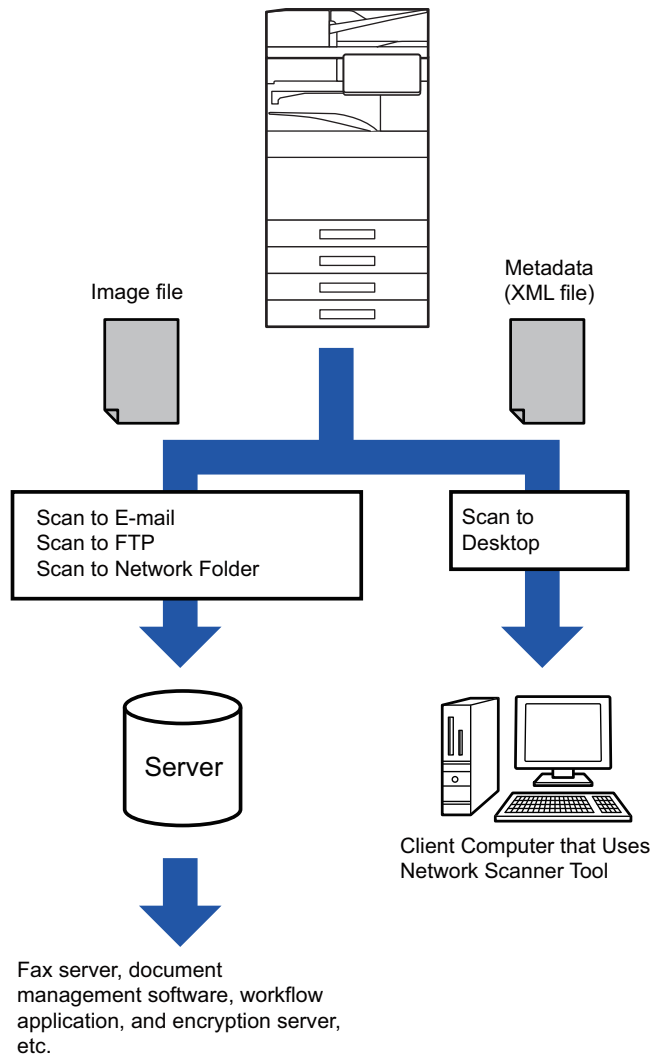 Image file
Metadata
(XML file)
Scan to E-mail
Scan to FTP
Scan to Network Folder
Scan to
Desktop
Server
Client Computer that Uses
Network Scanner Tool
Fax server, document
management software, workflow
application, and encryption server,
etc.